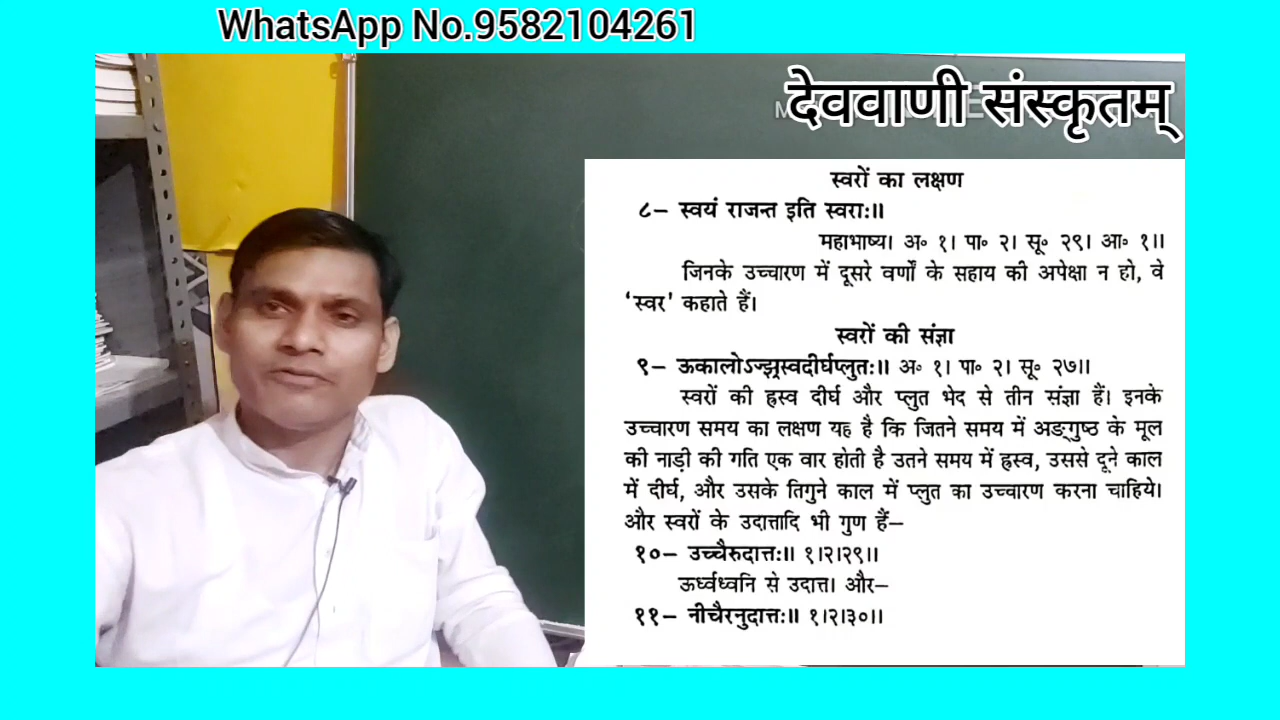 WhatsApp No.9582104261
देववाणी संस्कृतम्
स्वरों का लक्षण
८– स्वयं राजन्त इति स्वराः॥
महाभाष्य। अ० १। पा० २। सू० २९। आ० १॥
जिनके उच्चारण में दूसरे वर्णों के सहाय की अपेक्षा न हो, वे
‘स्वर’ कहाते हैं।
स्वरों की संज्ञा
९– ऊकालोऽज्झ्रस्वदीर्घप्लुतः॥ अ० १। पा० २। सू० २७॥
स्वरों की ह्रस्व दीर्घ और प्लुत भेद से तीन संज्ञा हैं। इनके
उच्चारण समय का लक्षण यह है कि जितने समय में अङ्गुष्ठ के मूल
की नाड़ी की गति एक वार होती है उतने समय में ह्रस्व, उससे दूने काल
में दीर्घ, और उसके तिगुने काल में प्लुत का उच्चारण करना चाहिये।
और स्वरों के उदात्तादि भी गुण हैं–
१०– उच्चैरुदात्तः॥ १।२।२९॥
ऊर्ध्वध्वनि से उदात्त। और–
११– नीचैरनुदात्तः॥ १।२।३०॥